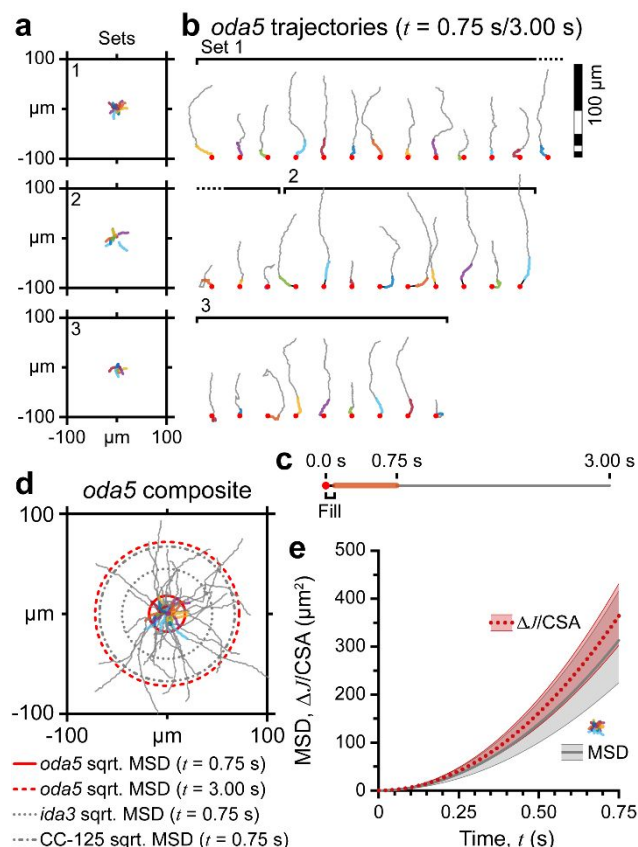 a
Sets
b oda5 trajectories (t = 0.75 s/3.00 s)
100
µm
-100
1
Set 1
100 µm
100
µm
-100
2
2
100
µm
-100
3
-100 100
µm
3
c
0.0 s 0.75 s 3.00 s
Fill
d oda5 composite
100
µm
-100
-100 100
µm
oda5 sqrt. MSD (t = 0.75 s)
oda5 sqrt. MSD (t = 3.00 s)
ida3 sqrt. MSD (t = 0.75 s)
CC-125 sqrt. MSD (t = 0.75 s)
e
MSD, ΔJ/CSA (µm²)
500
400
300
200
100
0
ΔJ/CSA
MSD
0 0.25 0.50 0.75
Time, t (s)